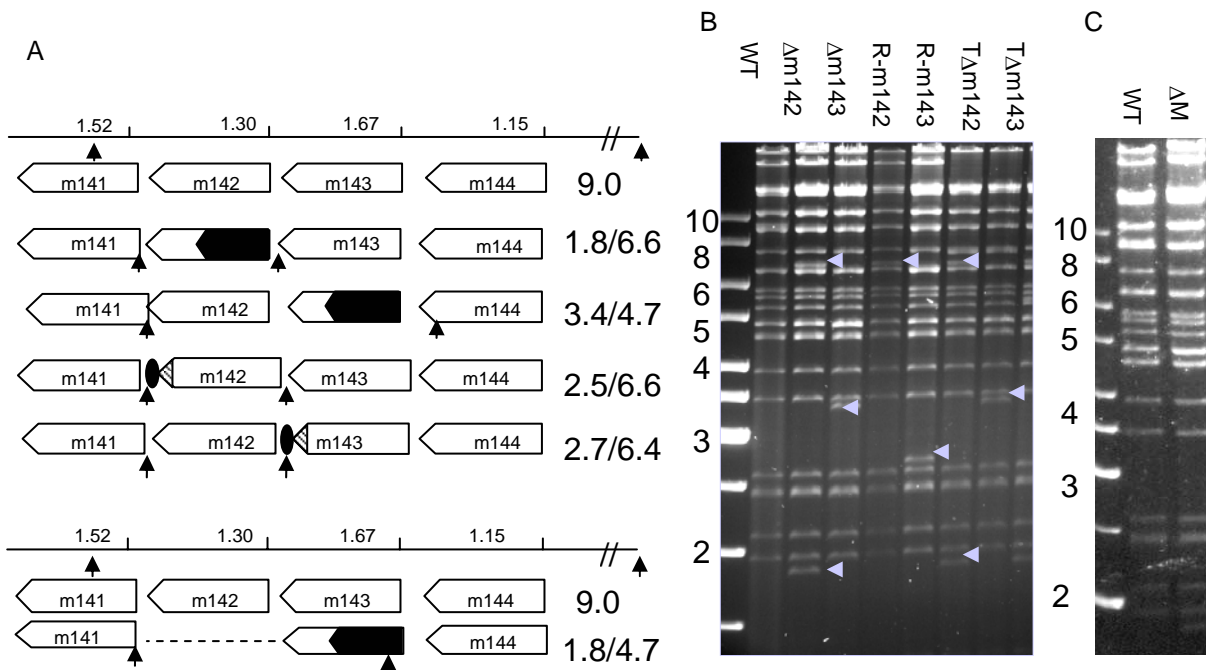 A
1.52 1.30 1.67 1.15
//
m141 m142 m143 m144 9.0
m141 m143 m144 1.8/6.6
m141 m142 m144 3.4/4.7
m141 m142 m143 m144 2.5/6.6
m141 m142 m143 m144 2.7/6.4
1.52 1.30 1.67 1.15
//
m141 m142 m143 m144 9.0
m141 m144 1.8/4.7
B
WT Δm142 Δm143 R-m142 R-m143 TΔm142 TΔm143
10
8
6
5
4
3
2
C
WT ΔM
10
8
6
5
4
3
2